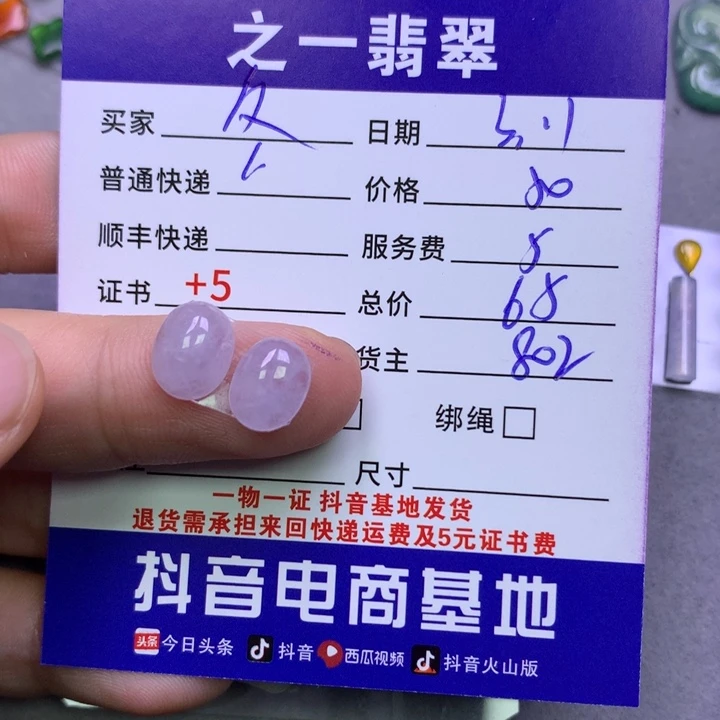 之一翡翠
买家 日期
普通快递 价格
顺丰快递 服务费
证书 +5 总价 68
货主 802
绑绳
尺寸
一物一证 抖音基地发货
退货需承担来回快递运费及5元证书费
抖音电商基地
头条 今日头条 抖音 西瓜视频 抖音火山版